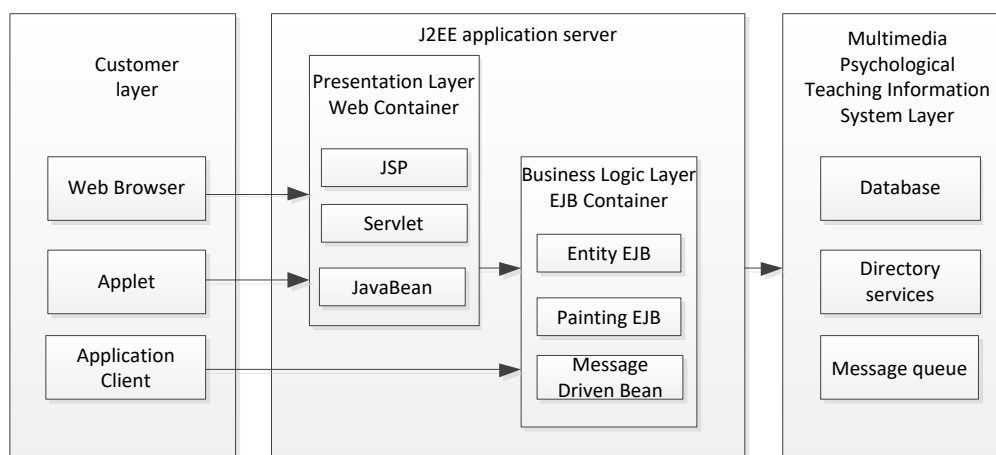 Customer
layer
Web Browser
Applet
Application
Client
J2EE application server
Presentation Layer
Web Container
JSP
Servlet
JavaBean
Business Logic Layer
EJB Container
Entity EJB
Painting EJB
Message
Driven Bean
Multimedia
Psychological
Teaching Information
System Layer
Database
Directory
services
Message queue